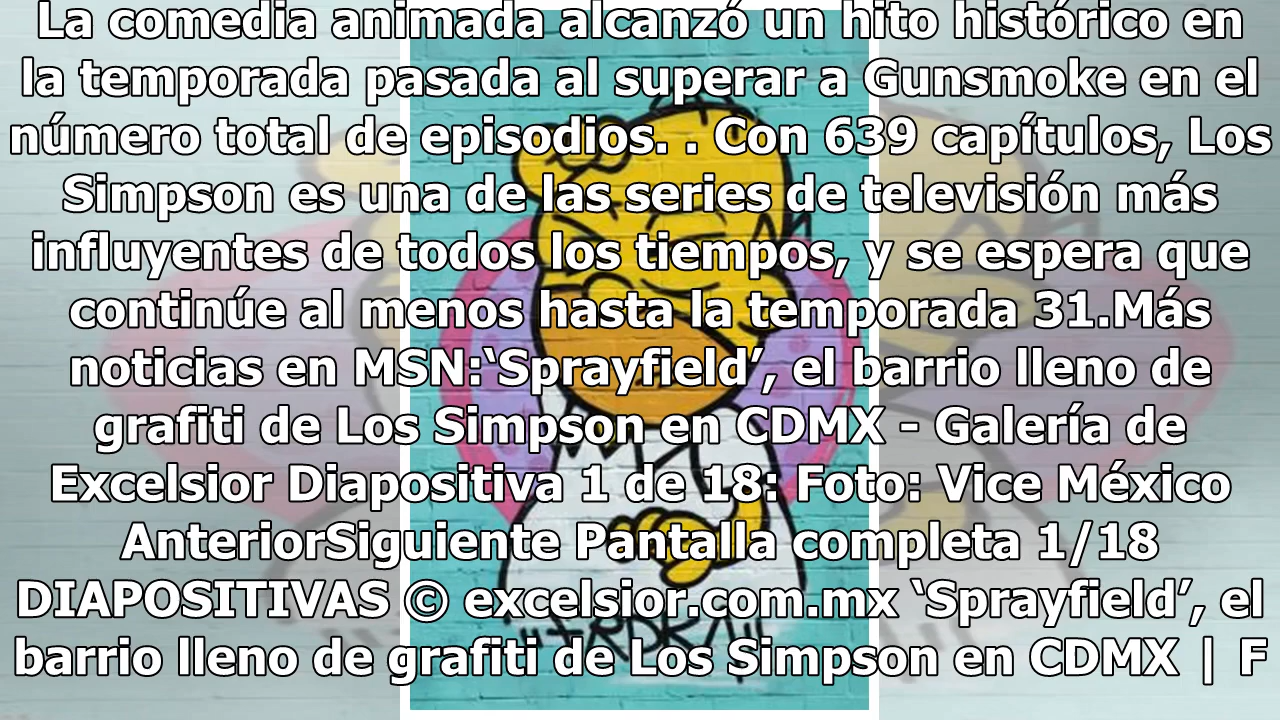 La comedia animada alcanzó un hito histórico en
la temporada pasada al superar a Gunsmoke en el
número total de episodios. . Con 639 capítulos, Los
Simpson es una de las series de televisión más
influyentes de todos los tiempos, y se espera que
continúe al menos hasta la temporada 31.Más
noticias en MSN:‘Sprayfield’, el barrio lleno de
grafiti de Los Simpson en CDMX - Galería de
Excelsior Diapositiva 1 de 18: Foto: Vice México
AnteriorSiguiente Pantalla completa 1/18
DIAPOSITIVAS © excelsior.com.mx ‘Sprayfield’, el
barrio lleno de grafiti de Los Simpson en CDMX | F